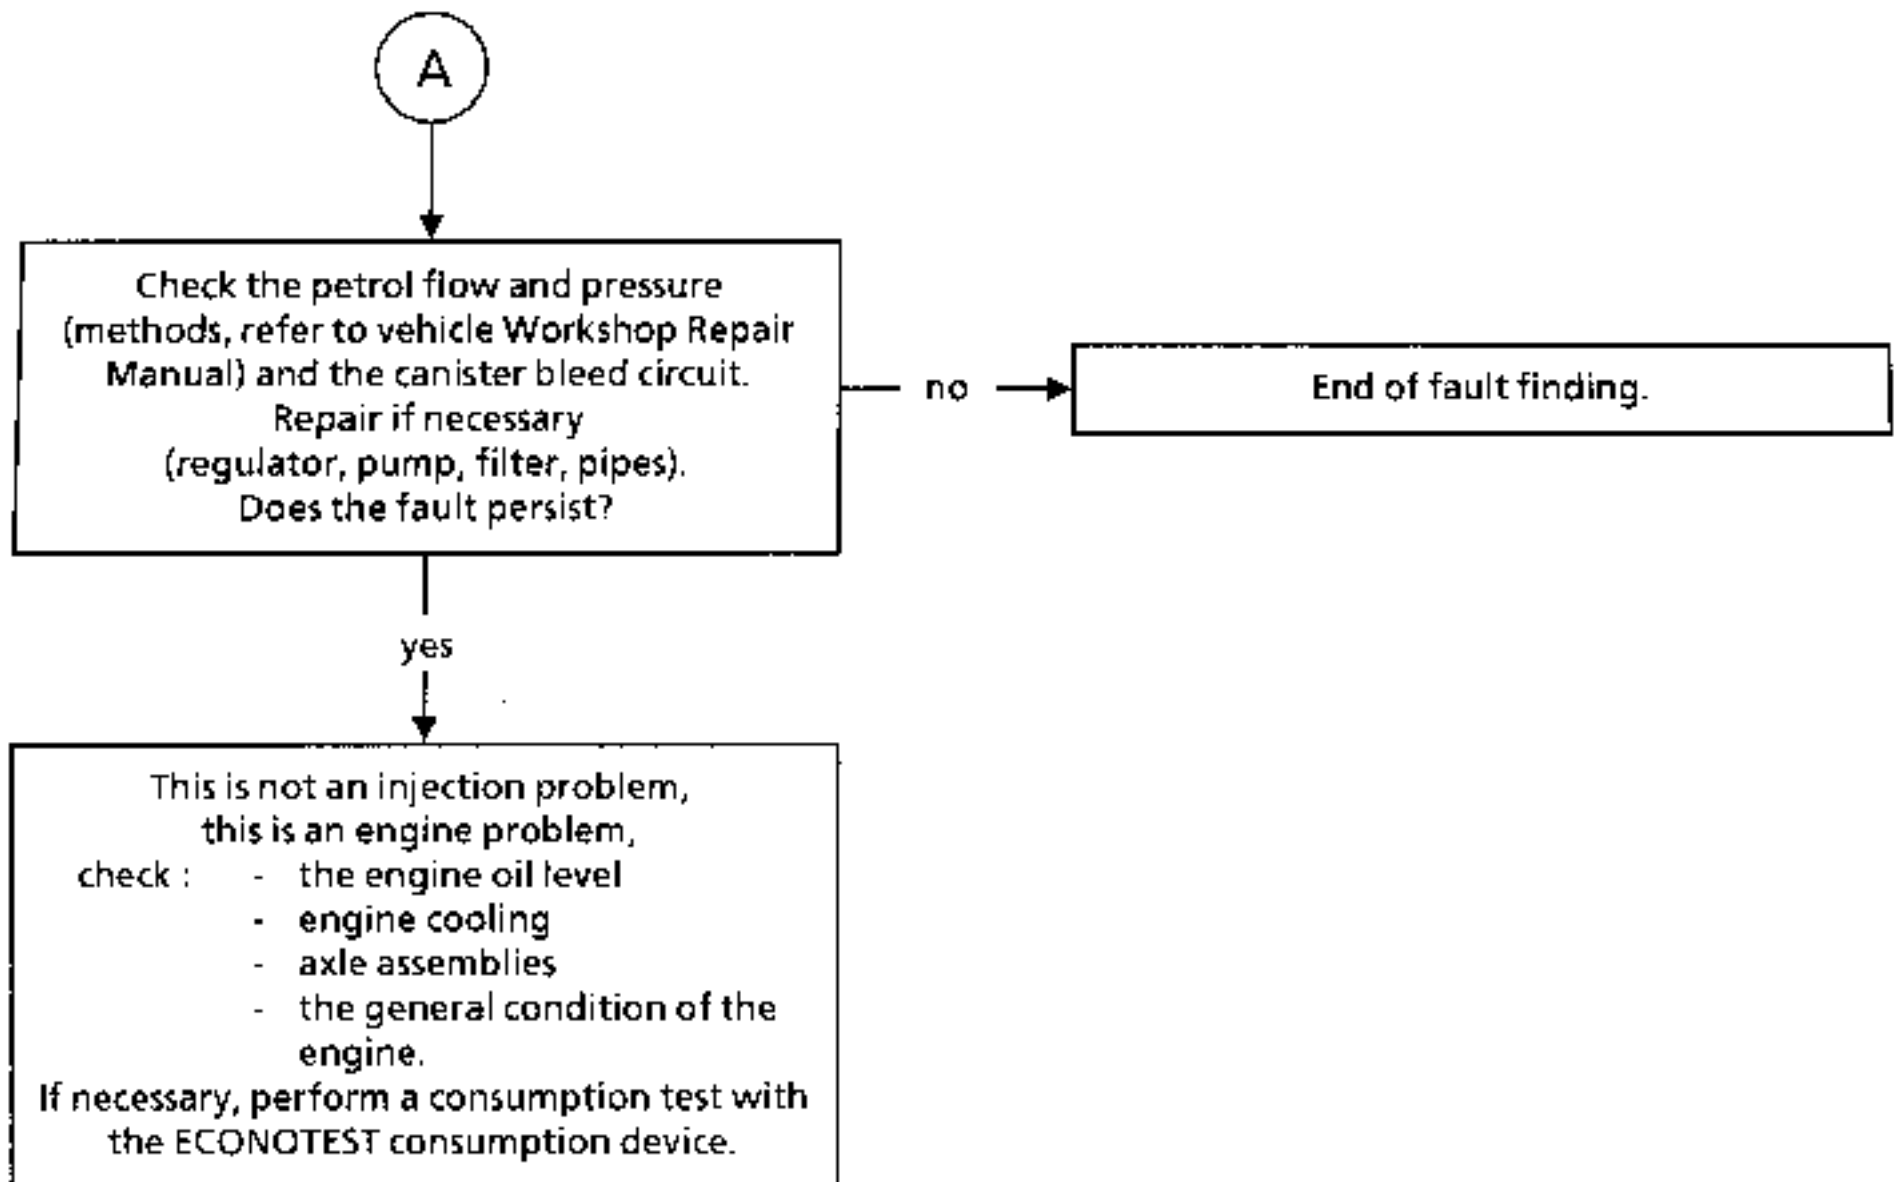 A
Check the petrol flow and pressure
(methods, refer to vehicle Workshop Repair
Manual) and the canister bleed circuit.
Repair if necessary
(regulator, pump, filter, pipes).
Does the fault persist?
no
End of fault finding.
yes
This is not an injection problem,
this is an engine problem,
check : - the engine oil level
- engine cooling
- axle assemblies
- the general condition of the
engine.
If necessary, perform a consumption test with
the ECONOTEST consumption device.